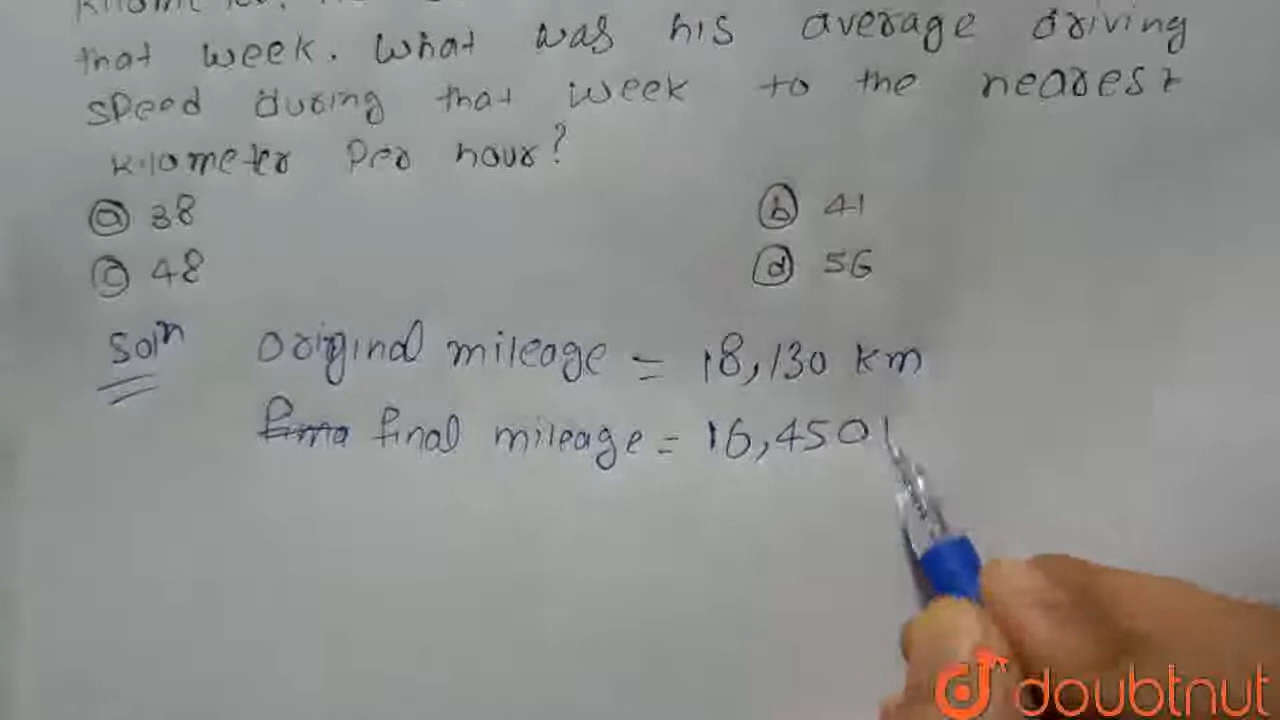 that week. What was his average driving
speed during that week to the nearest
kilometer per hour?
(a) 38 (b) 41
(c) 48 (d) 56
Soln original mileage = 18,130 km
final mileage = 16,450
doubtnut